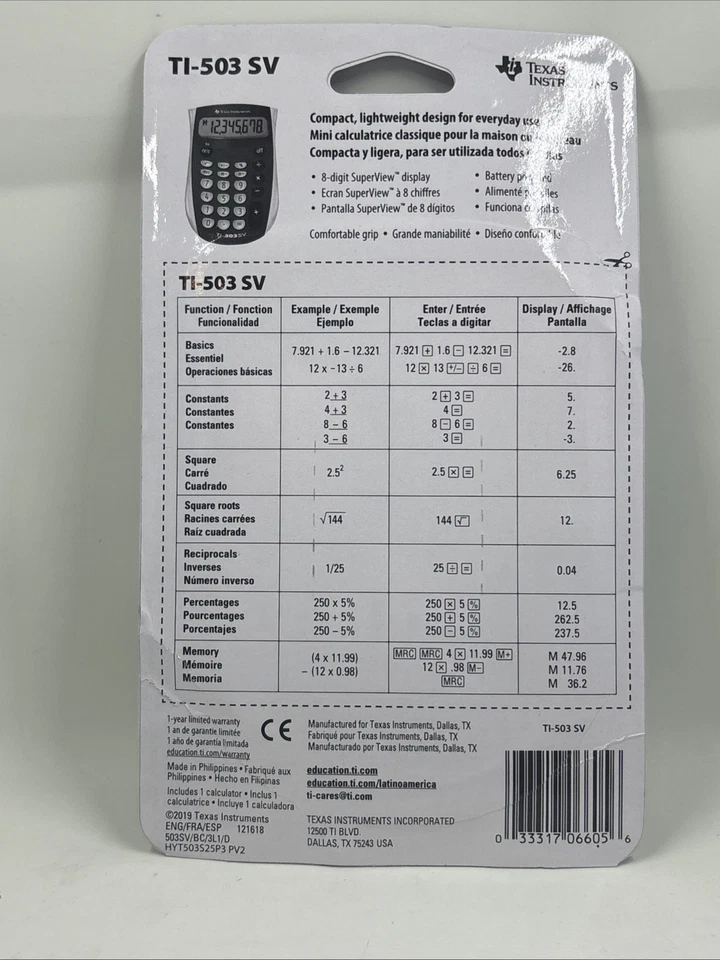 TI-503 SV
TEXAS
INSTR NTS
12,345,678
TI-503 SV
Compact, lightweight design for everyday use
Mini calculatrice classique pour la maison ou eau
Compacta y ligera, para ser utilizada todos
• 8-digit SuperView™ display • Battery
• Ecran SuperView™ à 8 chiffres • Alimenté
• Pantalla SuperView™ de 8 dígitos • Funciona
Comfortable grip • Grande maniabilité • Diseño
TI-503 SV
Function / Fonction Funcionalidad
Example / Exemple Ejemplo
Enter / Entrée Teclas a digitar
Display / Affichage Pantalla
Basics
Essentiel
Operaciones básicas
7.921 + 1.6 – 12.321 7.921 + 1.6 − 12.321 = -2.8
12 x -13 ÷ 6 12 × 13 +/− ÷ 6 = -26.
Constants
Constantes
Constantes
2 + 3 2 + 3 = 5.
4 + 3 4 = 7.
8 – 6 8 − 6 = 2.
3 – 6 3 = -3.
Square
Carré
Cuadrado
2.5² 2.5 × = 6.25
Square roots
Racines carrées
Raíz cuadrada
√144 144 √ 12.
Reciprocals
Inverses
Número inverso
1/25 25 ÷ = 0.04
Percentages
Pourcentages
Porcentajes
250 x 5% 250 × 5 % 12.5
250 + 5% 250 + 5 % 262.5
250 – 5% 250 − 5 % 237.5
Memory
Mémoire
Memoria
(4 x 11.99) MRC MRC 4 × 11.99 M+ M 47.96
– (12 x 0.98) 12 × .98 M− M 11.76
MRC M 36.2
1-year limited warranty
1 an de garantie limitée
1 año de garantía limitada
education.ti.com/warranty
CE
Manufactured for Texas Instruments, Dallas, TX
Fabriqué pour Texas Instruments, Dallas, TX
Manufacturado por Texas Instruments, Dallas, TX
TI-503 SV
Made in Philippines • Fabriqué aux
Philippines • Hecho en Filipinas
education.ti.com
education.ti.com/latinoamerica
ti-cares@ti.com
Includes 1 calculator • Inclus 1
calculatrice • Incluye 1 calculadora
©2019 Texas Instruments
ENG/FRA/ESP 121618
503SV/BC/3L1/D
HYT503S25P3 PV2
TEXAS INSTRUMENTS INCORPORATED
12500 TI BLVD.
DALLAS, TX 75243 USA
0 33317 06605 6